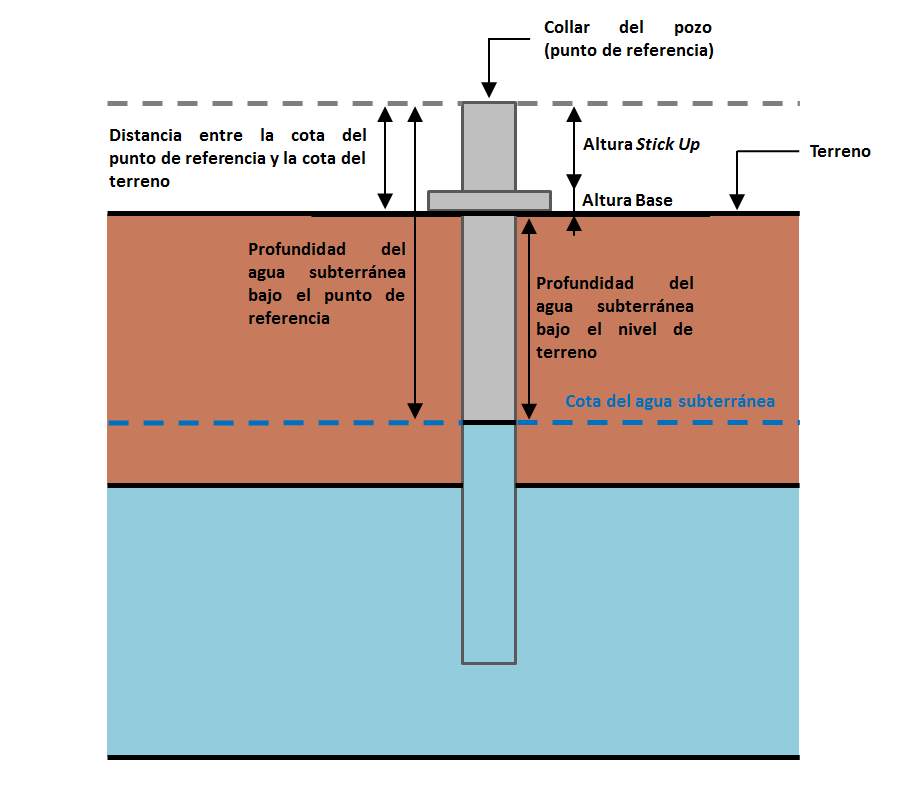 Collar del pozo
(punto de referencia)
Distancia entre la cota del
punto de referencia y la cota del
terreno
Altura Stick Up
Terreno
Altura Base
Profundidad del
agua subterránea
bajo el punto de
referencia
Profundidad del
agua subterránea
bajo el nivel de
terreno
Cota del agua subterránea